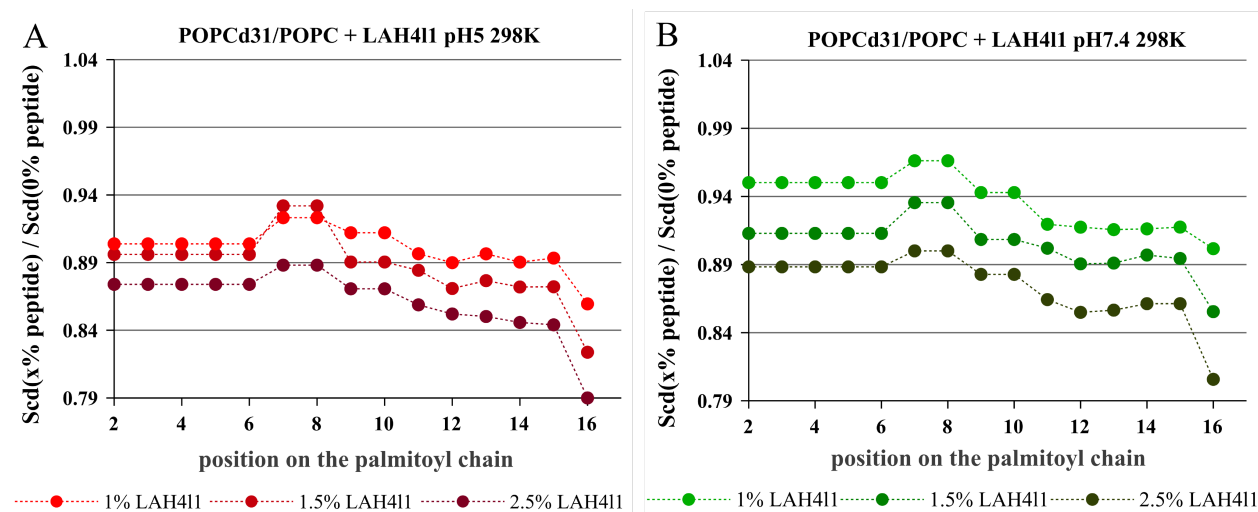 A
POPCd31/POPC + LAH4l1 pH5 298K
Scd(x% peptide) / Scd(0% peptide)
1.04
0.99
0.94
0.89
0.84
0.79
2 4 6 8 10 12 14 16
position on the palmitoyl chain
1% LAH4l1 1.5% LAH4l1 2.5% LAH4l1
B
POPCd31/POPC + LAH4l1 pH7.4 298K
Scd(x% peptide) / Scd(0% peptide)
1.04
0.99
0.94
0.89
0.84
0.79
2 4 6 8 10 12 14 16
position on the palmitoyl chain
1% LAH4l1 1.5% LAH4l1 2.5% LAH4l1